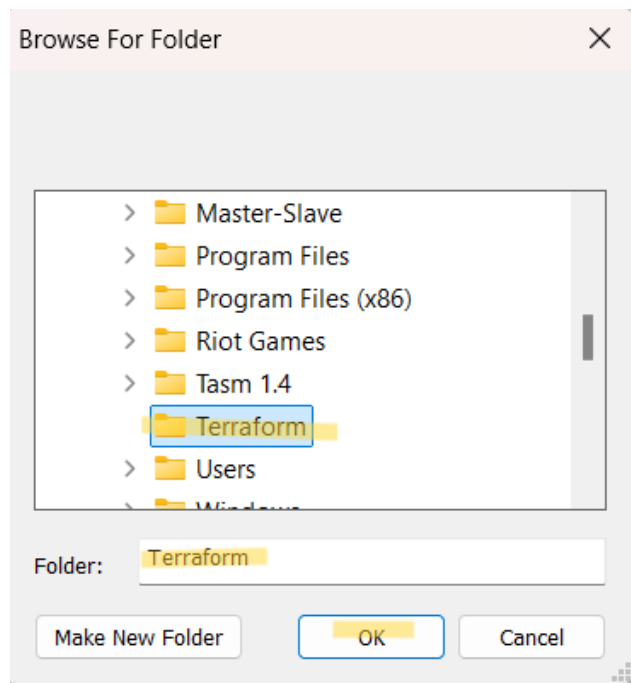 Browse For Folder
Master-Slave
Program Files
Program Files (x86)
Riot Games
Tasm 1.4
Terraform
Users
Windows
Folder: Terraform
Make New Folder OK Cancel